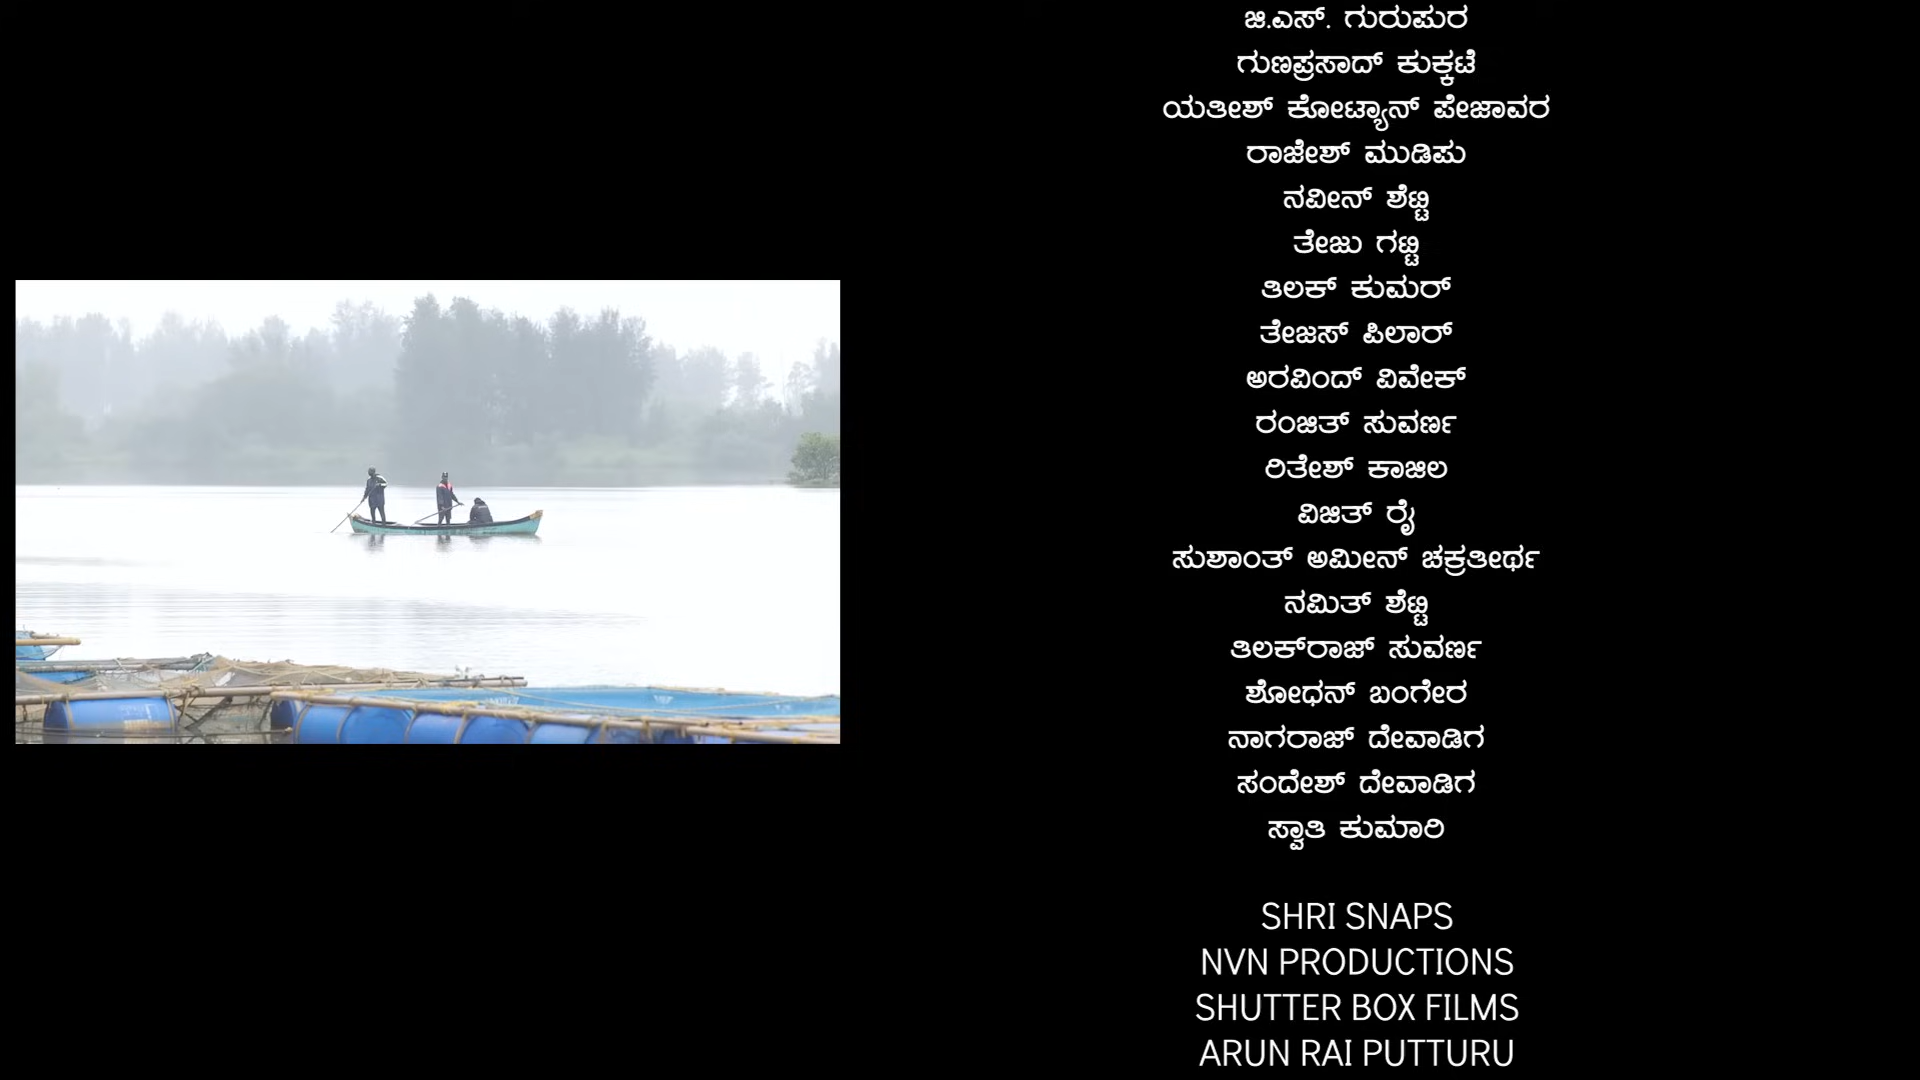 ಜಿ.ಎಸ್. ಗುರುಪುರ
ಗುಣಪ್ರಸಾದ್ ಕುಕ್ಕಟೆ
ಯತೀಶ್ ಕೋಟ್ಯಾನ್ ಪೇಜಾವರ
ರಾಜೇಶ್ ಮುಡಿಪು
ನವೀನ್ ಶೆಟ್ಟಿ
ತೇಜು ಗಟ್ಟಿ
ತಿಲಕ್ ಕುಮರ್
ತೇಜಸ್ ಪಿಲಾರ್
ಅರವಿಂದ್ ವಿವೇಕ್
ರಂಜಿತ್ ಸುವರ್ಣ
ರಿತೇಶ್ ಕಾಜಿಲ
ವಿಜಿತ್ ರೈ
ಸುಶಾಂತ್ ಅಮೀನ್ ಚಕ್ರತೀರ್ಥ
ನಮಿತ್ ಶೆಟ್ಟಿ
ತಿಲಕ್‌ರಾಜ್ ಸುವರ್ಣ
ಶೋಧನ್ ಬಂಗೇರ
ನಾಗರಾಜ್ ದೇವಾಡಿಗ
ಸಂದೇಶ್ ದೇವಾಡಿಗ
ಸ್ವಾತಿ ಕುಮಾರಿ
SHRI SNAPS
NVN PRODUCTIONS
SHUTTER BOX FILMS
ARUN RAI PUTTURU